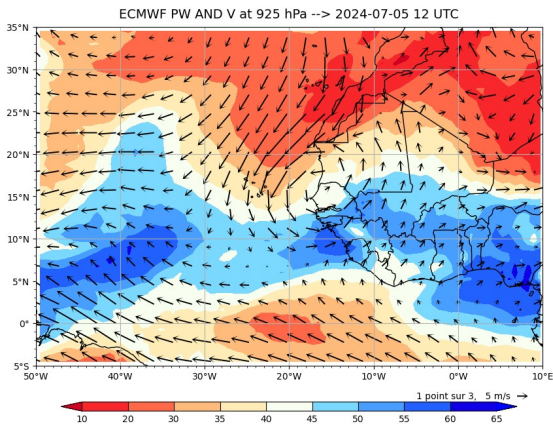 ECMWF PW AND V at 925 hPa --> 2024-07-05 12 UTC
35°N
30°N
25°N
20°N
15°N
10°N
5°N
0°
5°S
50°W 40°W 30°W 20°W 10°W 0°W 10°E
1 point sur 3, 5 m/s
10 20 30 35 40 45 50 55 60 65